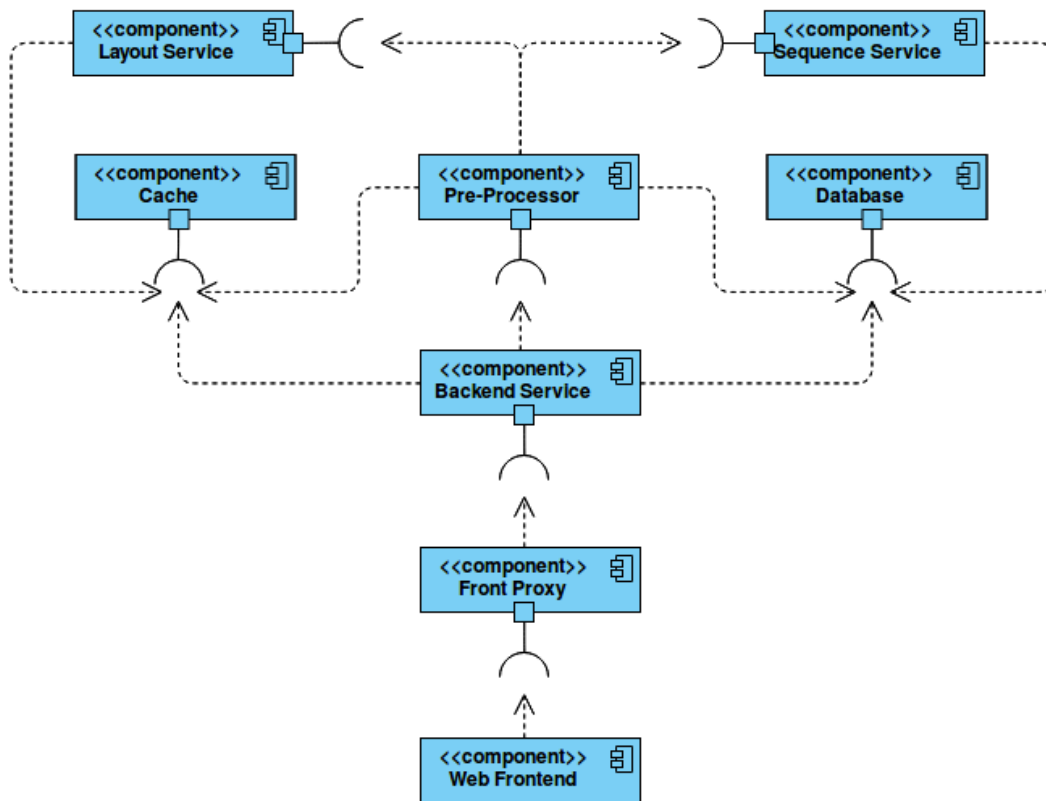 <<component>>
Layout Service
<<component>>
Sequence Service
<<component>>
Cache
<<component>>
Pre-Processor
<<component>>
Database
<<component>>
Backend Service
<<component>>
Front Proxy
<<component>>
Web Frontend